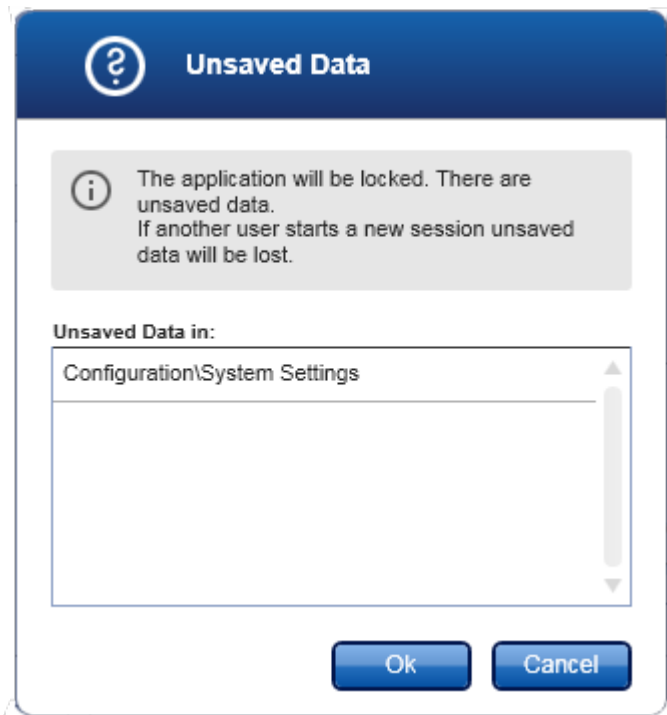 Unsaved Data
The application will be locked. There are
unsaved data.
If another user starts a new session unsaved
data will be lost.
Unsaved Data in:
Configuration\System Settings
Ok
Cancel